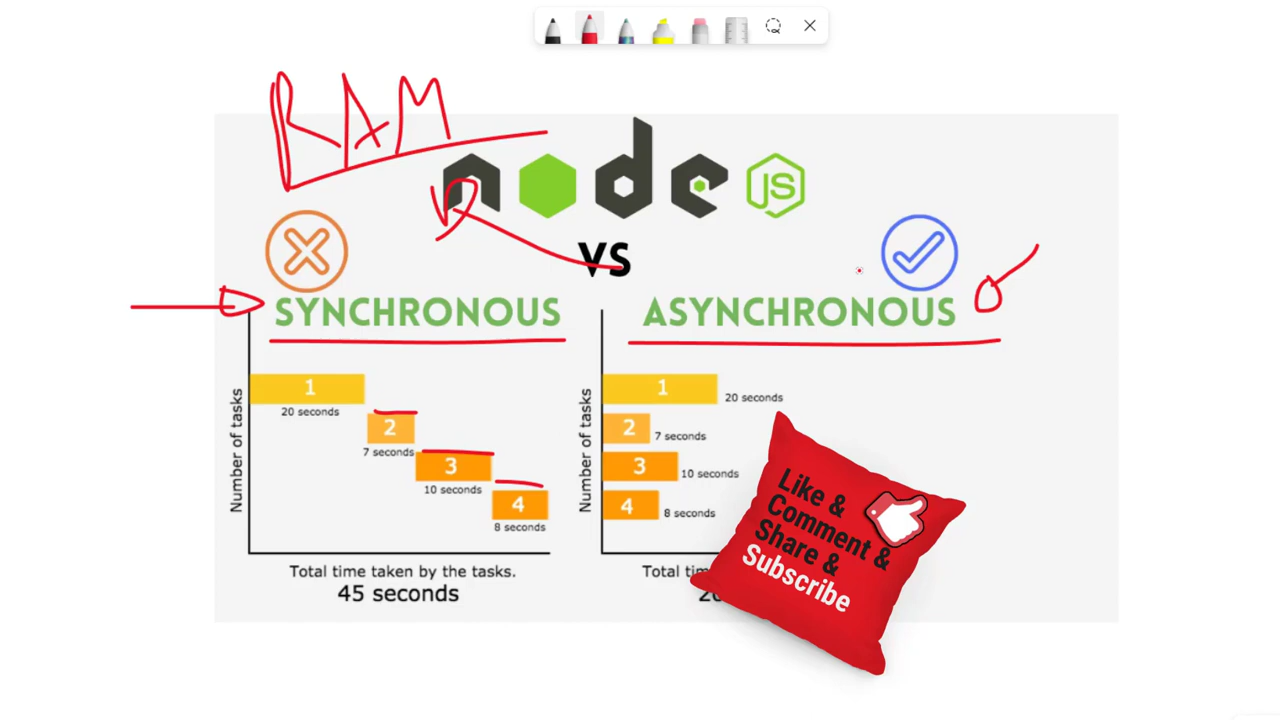 RAM
node JS
VS
SYNCHRONOUS
ASYNCHRONOUS
Number of tasks
1
20 seconds
2
7 seconds
3
10 seconds
4
8 seconds
Total time taken by the tasks.
45 seconds
Number of tasks
1
20 seconds
2
7 seconds
3
10 seconds
4
8 seconds
Total
Like &
Comment &
Share &
Subscribe